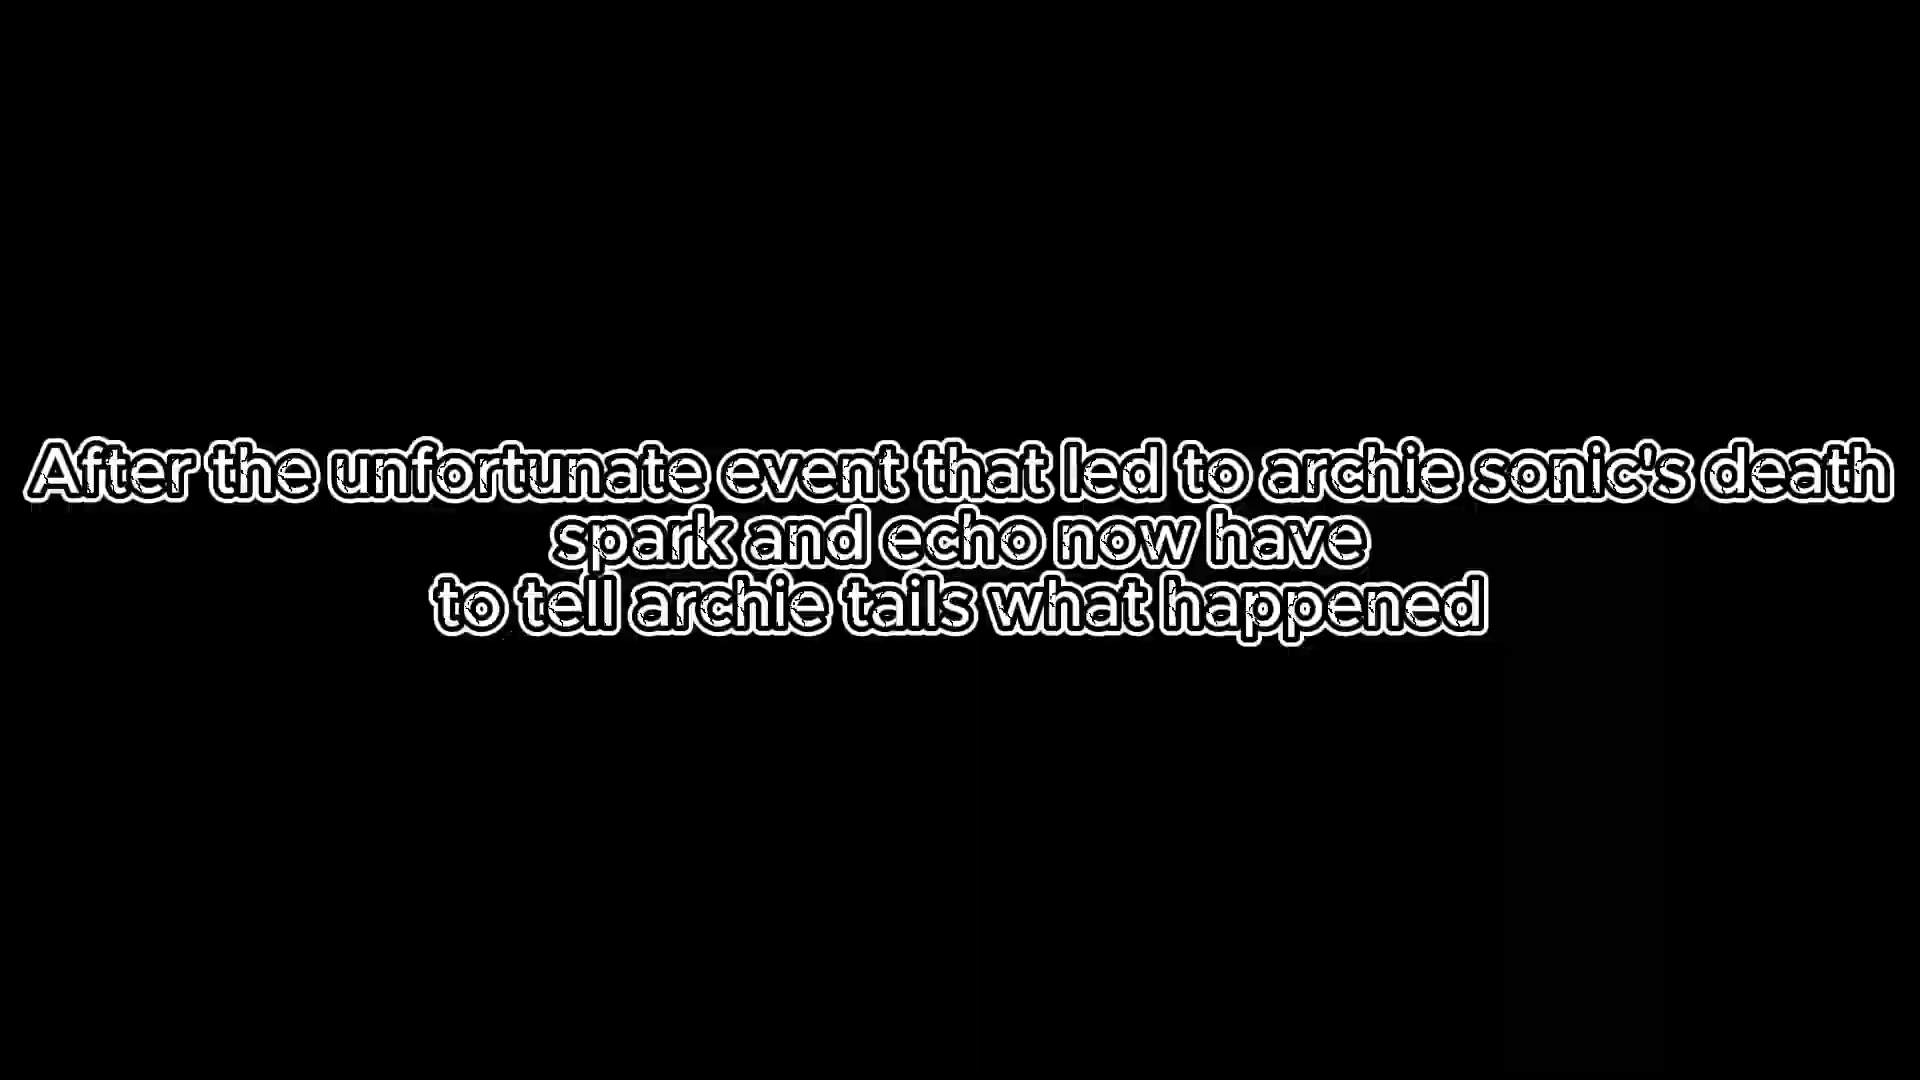 After the unfortunate event that led to archie sonic's death
spark and echo now have
to tell archie tails what happened